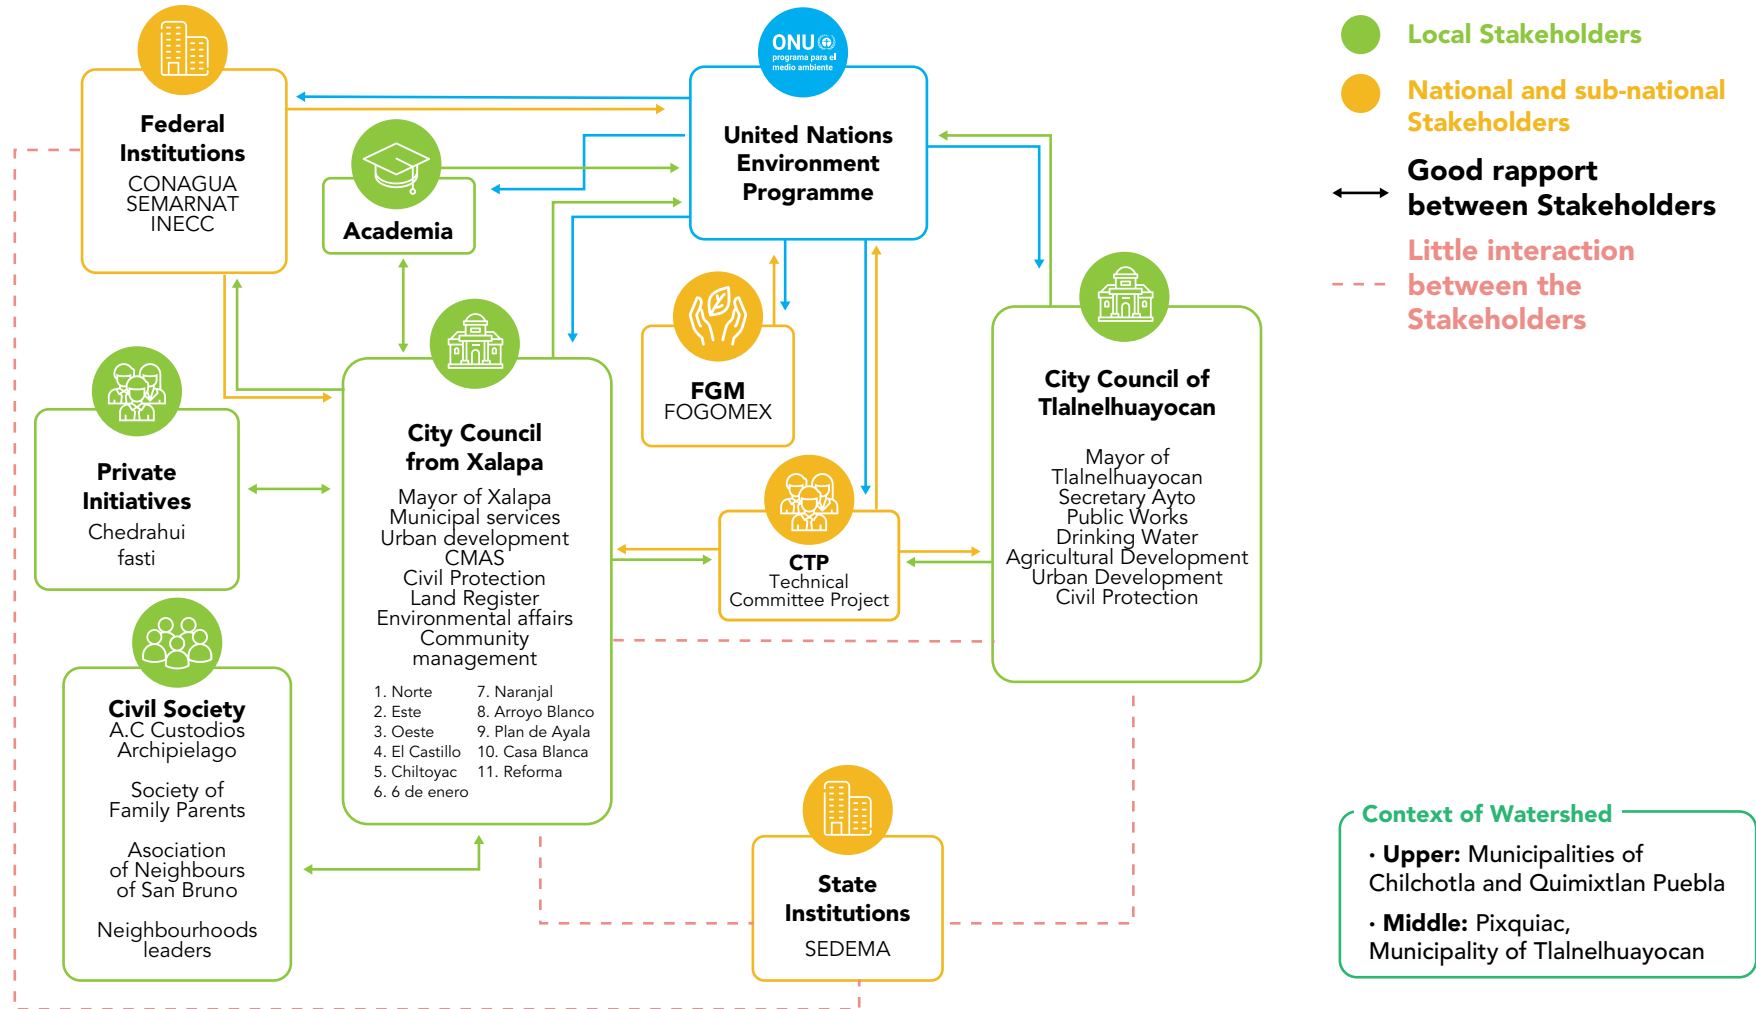 ONU
programa para el
medio ambiente
Federal
Institutions
CONAGUA
SEMARNAT
INECC
Academia
United Nations
Environment
Programme
Local Stakeholders
National and sub-national
Stakeholders
Good rapport
between Stakeholders
Little interaction
between the
Stakeholders
FGM
FOGOMEX
Private
Initiatives
Chedrahui
fasti
City Council
from Xalapa
Mayor of Xalapa
Municipal services
Urban development
CMAS
Civil Protection
Land Register
Environmental affairs
Community
management
1. Norte
2. Este
3. Oeste
4. El Castillo
5. Chiltoyac
6. 6 de enero
7. Naranjal
8. Arroyo Blanco
9. Plan de Ayala
10. Casa Blanca
11. Reforma
CTP
Technical
Committee Project
City Council of
Tlalnelhuayocan
Mayor of
Tlalnelhuayocan
Secretary Ayto
Public Works
Drinking Water
Agricultural Development
Urban Development
Civil Protection
Civil Society
A.C Custodios
Archipielago
Society of
Family Parents
Asociation
of Neighbours
of San Bruno
Neighbourhoods
leaders
State
Institutions
SEDEMA
Context of Watershed
· Upper: Municipalities of
Chilchotla and Quimixtlan Puebla
· Middle: Pixquiac,
Municipality of Tlalnelhuayocan